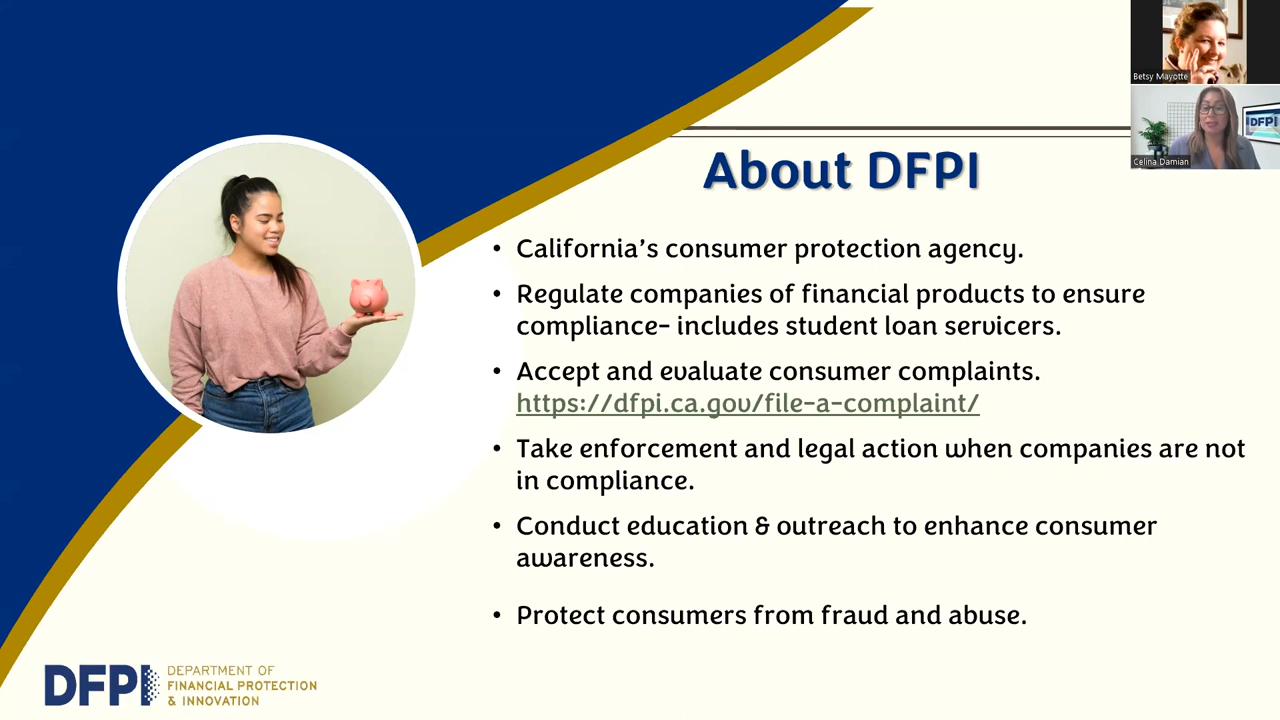 Betsy Mayotte
DFPI
Celina Damian
About DFPI
• California's consumer protection agency.
• Regulate companies of financial products to ensure
compliance- includes student loan servicers.
• Accept and evaluate consumer complaints.
https://dfpi.ca.gov/file-a-complaint/
• Take enforcement and legal action when companies are not
in compliance.
• Conduct education & outreach to enhance consumer
awareness.
• Protect consumers from fraud and abuse.
DFPI
DEPARTMENT OF
FINANCIAL PROTECTION
& INNOVATION